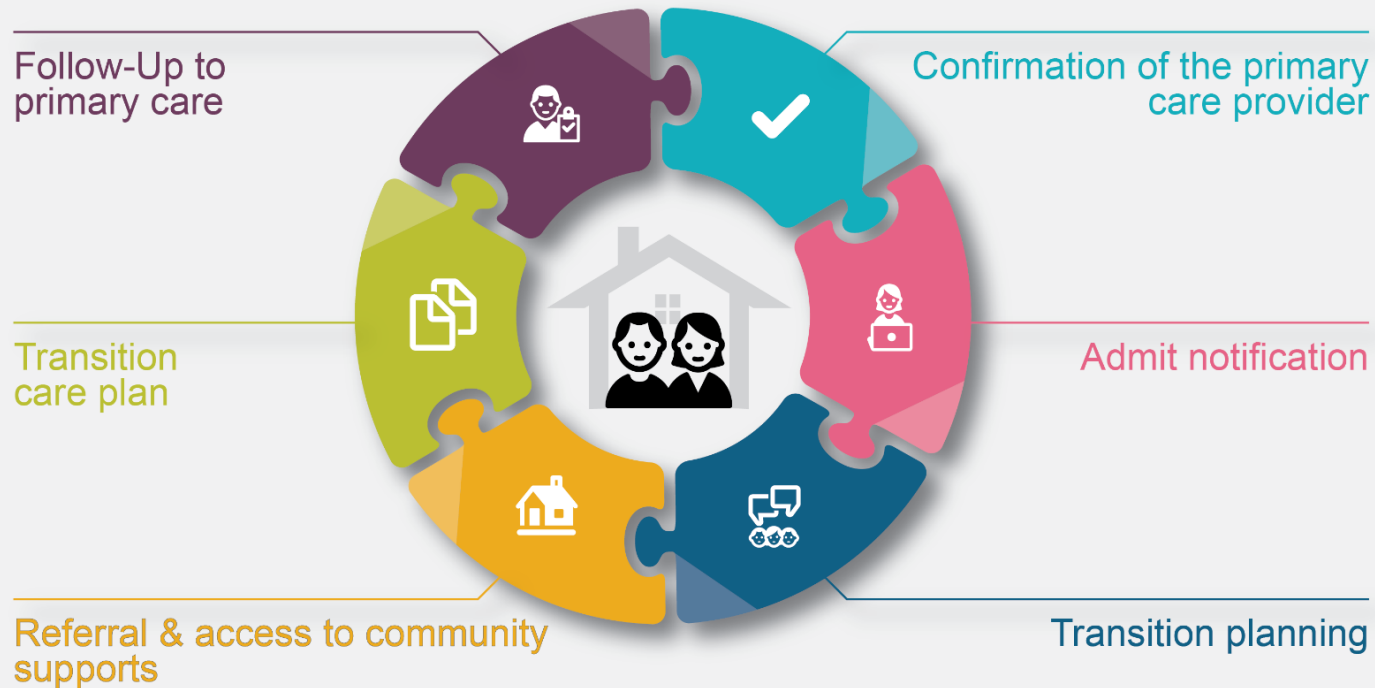 Follow-Up to
primary care
Confirmation of the primary
care provider
Transition
care plan
Admit notification
Referral & access to community
supports
Transition planning